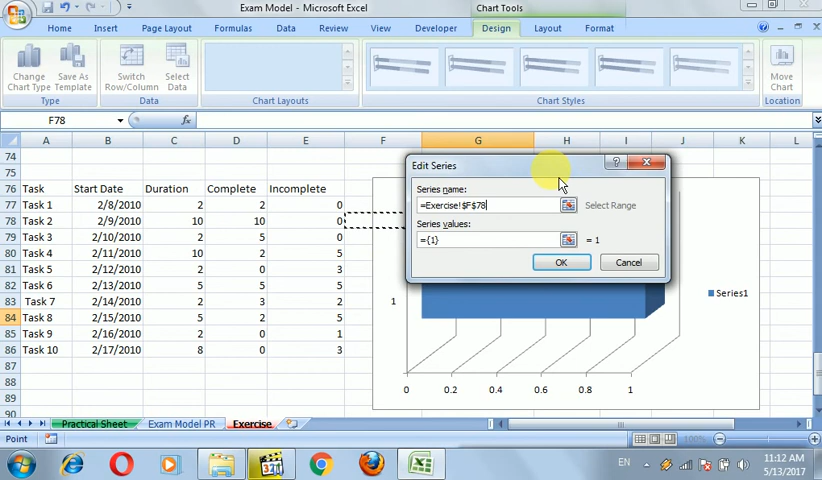 Exam Model - Microsoft Excel
Chart Tools
Home Insert Page Layout Formulas Data Review View Developer Design Layout Format
Change Chart Type
Save As Template
Switch Row/Column
Select Data
Move Chart
Type Data Chart Layouts Chart Styles Location
F78 fx
A B C D E F G H I J K L
74
75
76 Task Start Date Duration Complete Incomplete
77 Task 1 2/8/2010 2 2 0
78 Task 2 2/9/2010 10 10 0
79 Task 3 2/10/2010 2 5 0
80 Task 4 2/11/2010 10 2 5
81 Task 5 2/12/2010 2 0 3
82 Task 6 2/13/2010 5 5 5
83 Task 7 2/14/2010 2 3 2
84 Task 8 2/15/2010 5 2 5
85 Task 9 2/16/2010 2 0 1
86 Task 10 2/17/2010 8 0 3
87
88
89
90
Edit Series
Series name:
=Exercise!$F$78 Select Range
Series values:
={1} = 1
OK Cancel
1
Series1
0 0.2 0.4 0.6 0.8 1
Practical Sheet Exam Model PR Exercise
Point 100%
EN
11:12 AM
5/13/2017